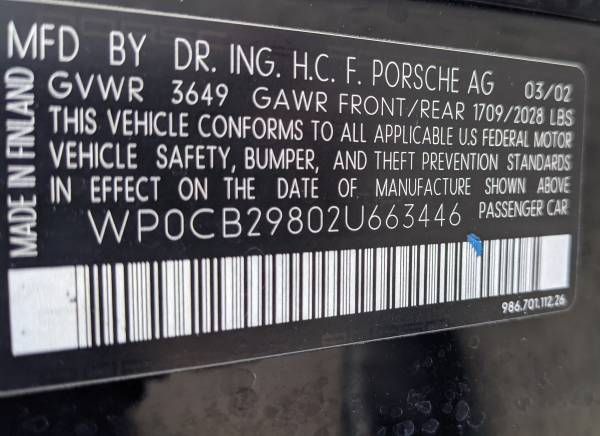 MFD BY DR. ING. H.C. F. PORSCHE AG 03/02
GVWR 3649 GAWR FRONT/REAR 1709/2028 LBS
THIS VEHICLE CONFORMS TO ALL APPLICABLE U.S FEDERAL MOTOR
VEHICLE SAFETY, BUMPER, AND THEFT PREVENTION STANDARDS
IN EFFECT ON THE DATE OF MANUFACTURE SHOWN ABOVE
WP0CB29802U663446 PASSENGER CAR
986.701.112.26
MADE IN FINLAND